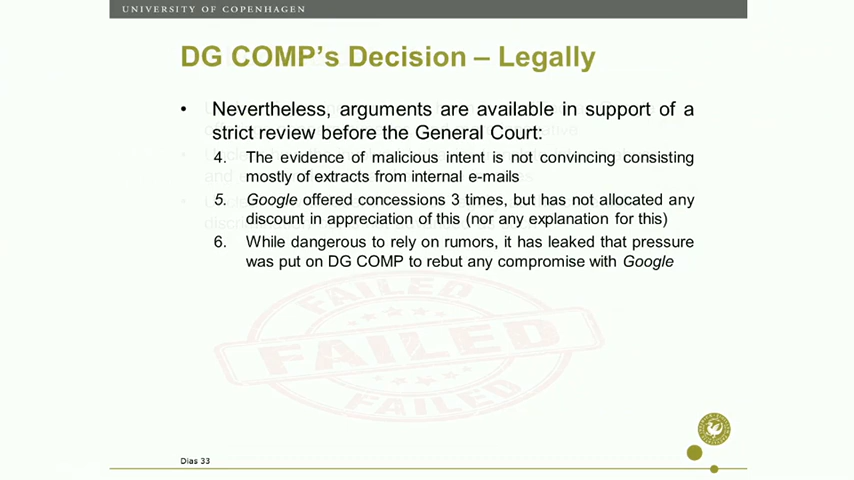 UNIVERSITY OF COPENHAGEN
DG COMP's Decision – Legally
• Nevertheless, arguments are available in support of a
strict review before the General Court:
4. The evidence of malicious intent is not convincing consisting
mostly of extracts from internal e-mails
5. Google offered concessions 3 times, but has not allocated any
discount in appreciation of this (nor any explanation for this)
6. While dangerous to rely on rumors, it has leaked that pressure
was put on DG COMP to rebut any compromise with Google
FAILED
FAILED
FAILED
Dias 33